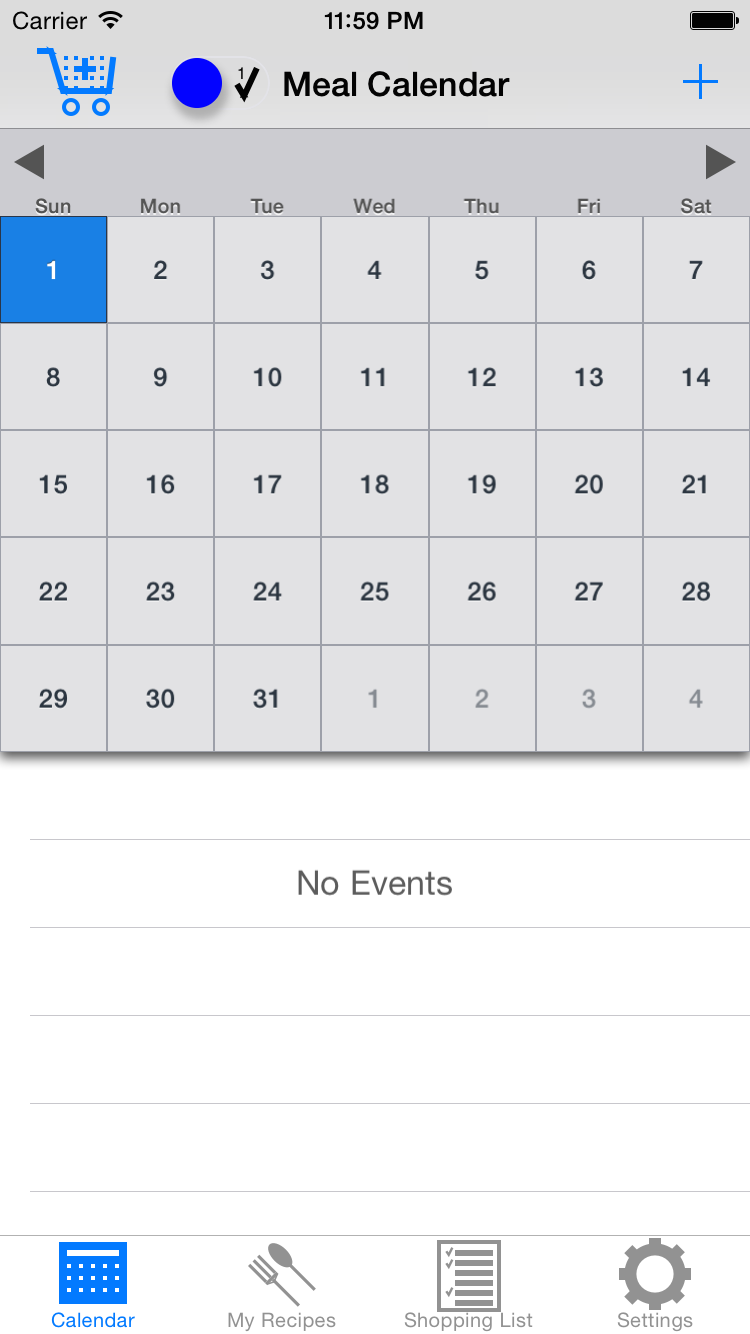 Carrier 11:59 PM
1 Meal Calendar
Sun Mon Tue Wed Thu Fri Sat
1 2 3 4 5 6 7
8 9 10 11 12 13 14
15 16 17 18 19 20 21
22 23 24 25 26 27 28
29 30 31 1 2 3 4
No Events
Calendar My Recipes Shopping List Settings